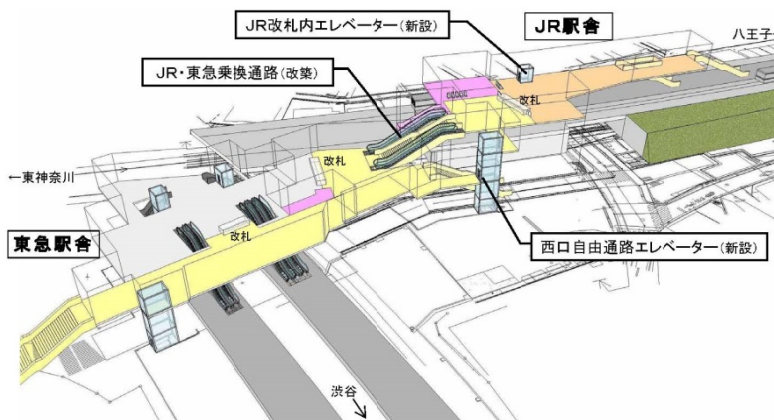 JR改札内エレベーター(新設)
JR駅舎
八王子→
JR・東急乗換通路(改築)
改札
改札
←東神奈川
改札
東急駅舎
西口自由通路エレベーター(新設)
渋谷